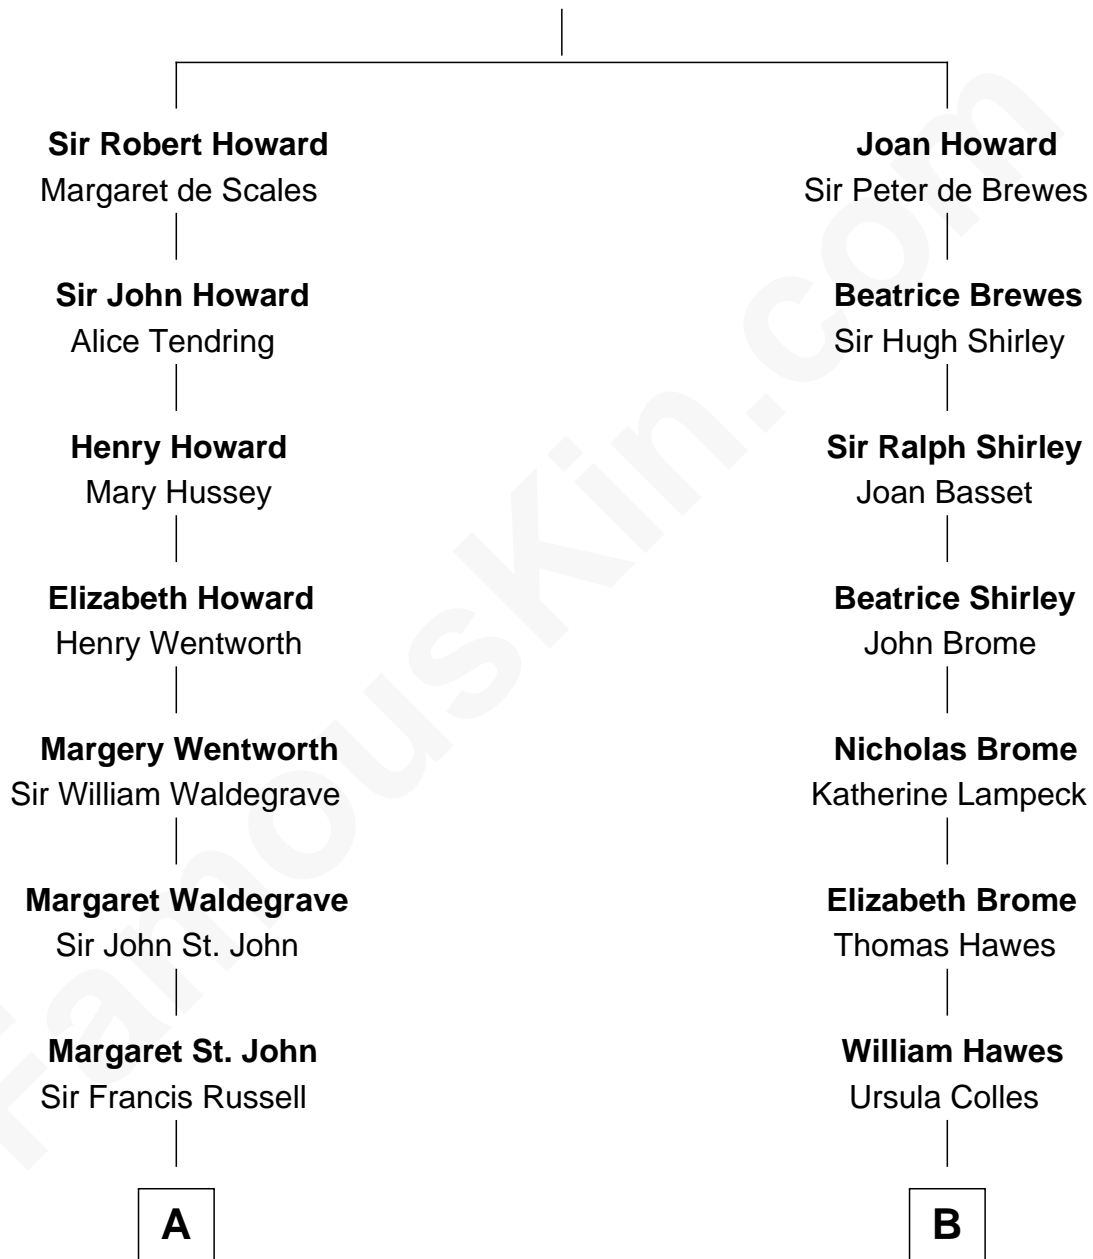 Sir Robert Howard
Margaret de Scales
Sir John Howard
Alice Tendring
Henry Howard
Mary Hussey
Elizabeth Howard
Henry Wentworth
Margery Wentworth
Sir William Waldegrave
Margaret Waldegrave
Sir John St. John
Margaret St. John
Sir Francis Russell
A
Joan Howard
Sir Peter de Brewes
Beatrice Brewes
Sir Hugh Shirley
Sir Ralph Shirley
Joan Basset
Beatrice Shirley
John Brome
Nicholas Brome
Katherine Lampeck
Elizabeth Brome
Thomas Hawes
William Hawes
Ursula Colles
B
FamousKin.com